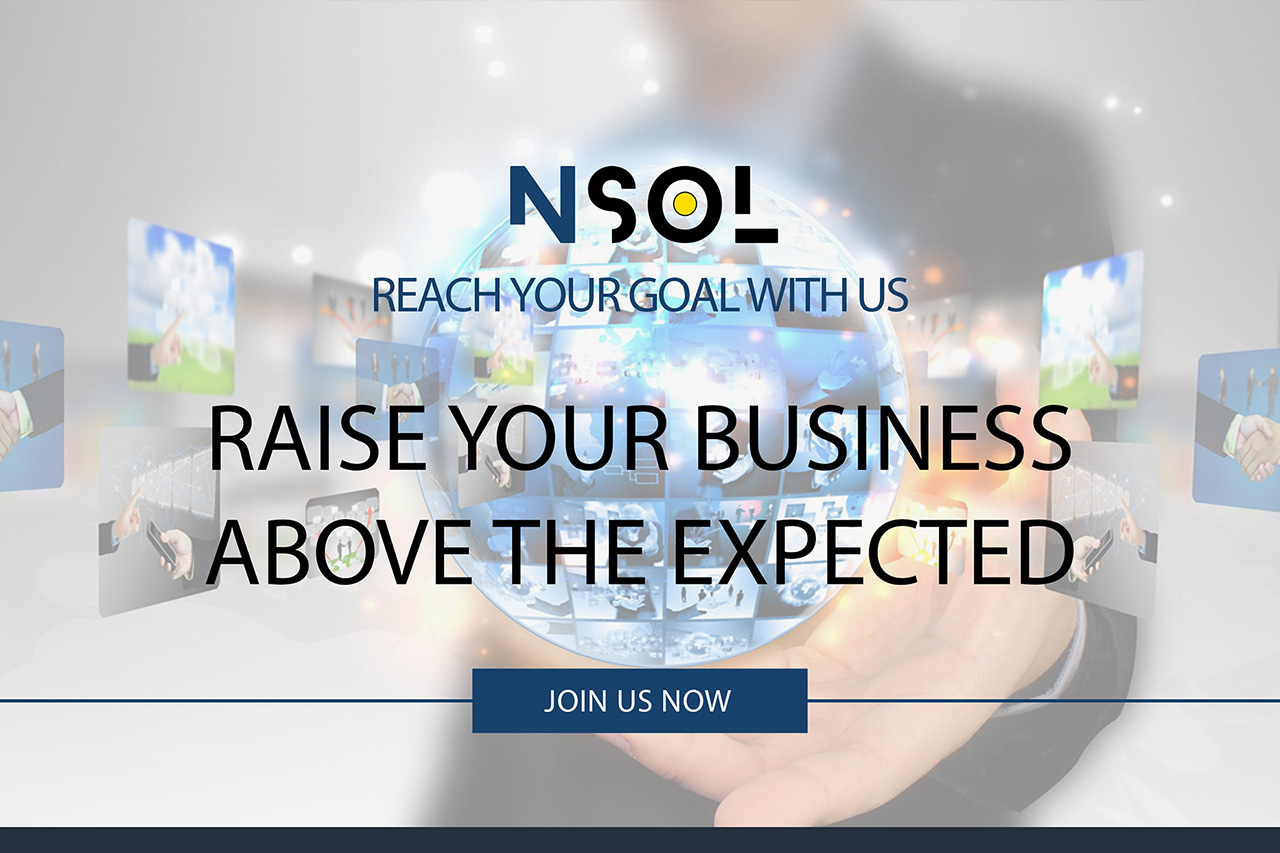 NSOL
REACH YOUR GOAL WITH US
RAISE YOUR BUSINESS
ABOVE THE EXPECTED
JOIN US NOW